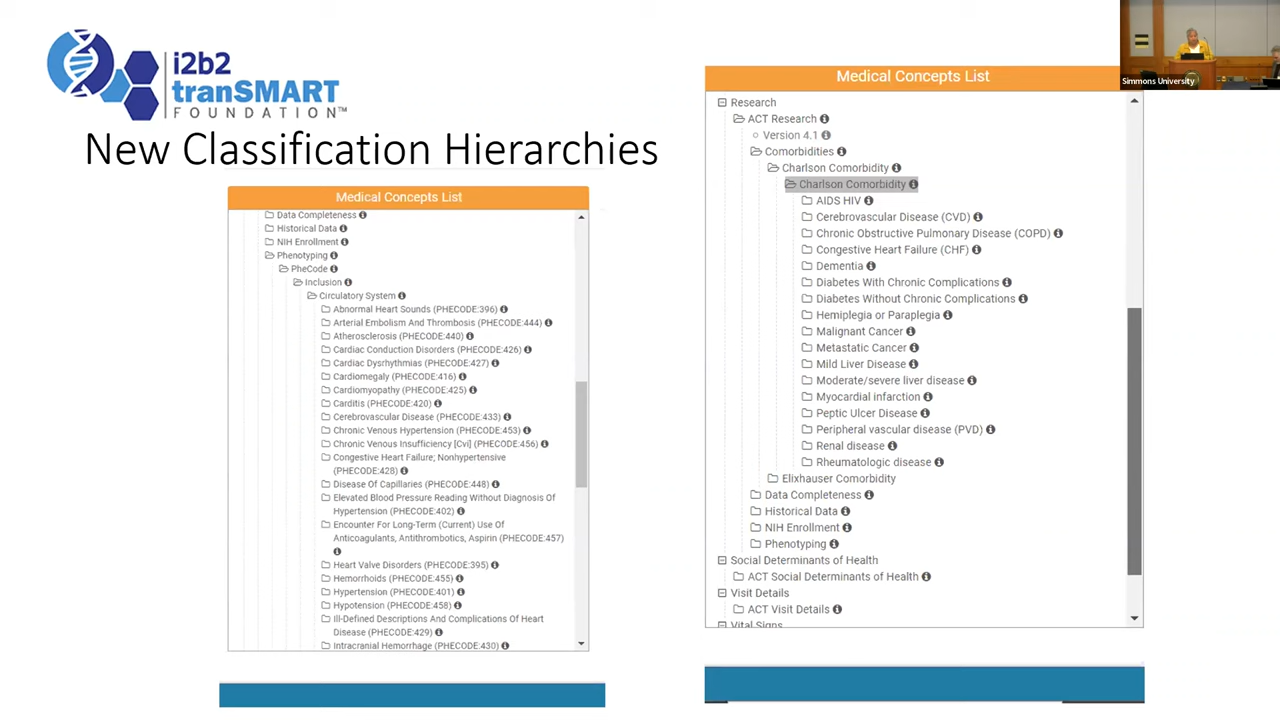 i2b2
tranSMART
FOUNDATION™
New Classification Hierarchies
Medical Concepts List
Data Completeness
Historical Data
NIH Enrollment
Phenotyping
PheCode
Inclusion
Circulatory System
Abnormal Heart Sounds (PHECODE:396)
Arterial Embolism And Thrombosis (PHECODE:444)
Atherosclerosis (PHECODE:440)
Cardiac Conduction Disorders (PHECODE:426)
Cardiac Dysrhythmias (PHECODE:427)
Cardiomegaly (PHECODE:416)
Cardiomyopathy (PHECODE:425)
Carditis (PHECODE:420)
Cerebrovascular Disease (PHECODE:433)
Chronic Venous Hypertension (PHECODE:453)
Chronic Venous Insufficiency [Cvi] (PHECODE:456)
Congestive Heart Failure; Nonhypertensive
(PHECODE:428)
Disease Of Capillaries (PHECODE:448)
Elevated Blood Pressure Reading Without Diagnosis Of
Hypertension (PHECODE:402)
Encounter For Long-Term (Current) Use Of
Anticoagulants, Antithrombotics, Aspirin (PHECODE:457)
Heart Valve Disorders (PHECODE:395)
Hemorrhoids (PHECODE:455)
Hypertension (PHECODE:401)
Hypotension (PHECODE:458)
Ill-Defined Descriptions And Complications Of Heart
Disease (PHECODE:429)
Intracranial Hemorrhage (PHECODE:430)
Medical Concepts List
Research
ACT Research
Version 4.1
Comorbidities
Charlson Comorbidity
Charlson Comorbidity
AIDS HIV
Cerebrovascular Disease (CVD)
Chronic Obstructive Pulmonary Disease (COPD)
Congestive Heart Failure (CHF)
Dementia
Diabetes With Chronic Complications
Diabetes Without Chronic Complications
Hemiplegia or Paraplegia
Malignant Cancer
Metastatic Cancer
Mild Liver Disease
Moderate/severe liver disease
Myocardial infarction
Peptic Ulcer Disease
Peripheral vascular disease (PVD)
Renal disease
Rheumatologic disease
Elixhauser Comorbidity
Data Completeness
Historical Data
NIH Enrollment
Phenotyping
Social Determinants of Health
ACT Social Determinants of Health
Visit Details
ACT Visit Details
Vital Signs
Simmons University